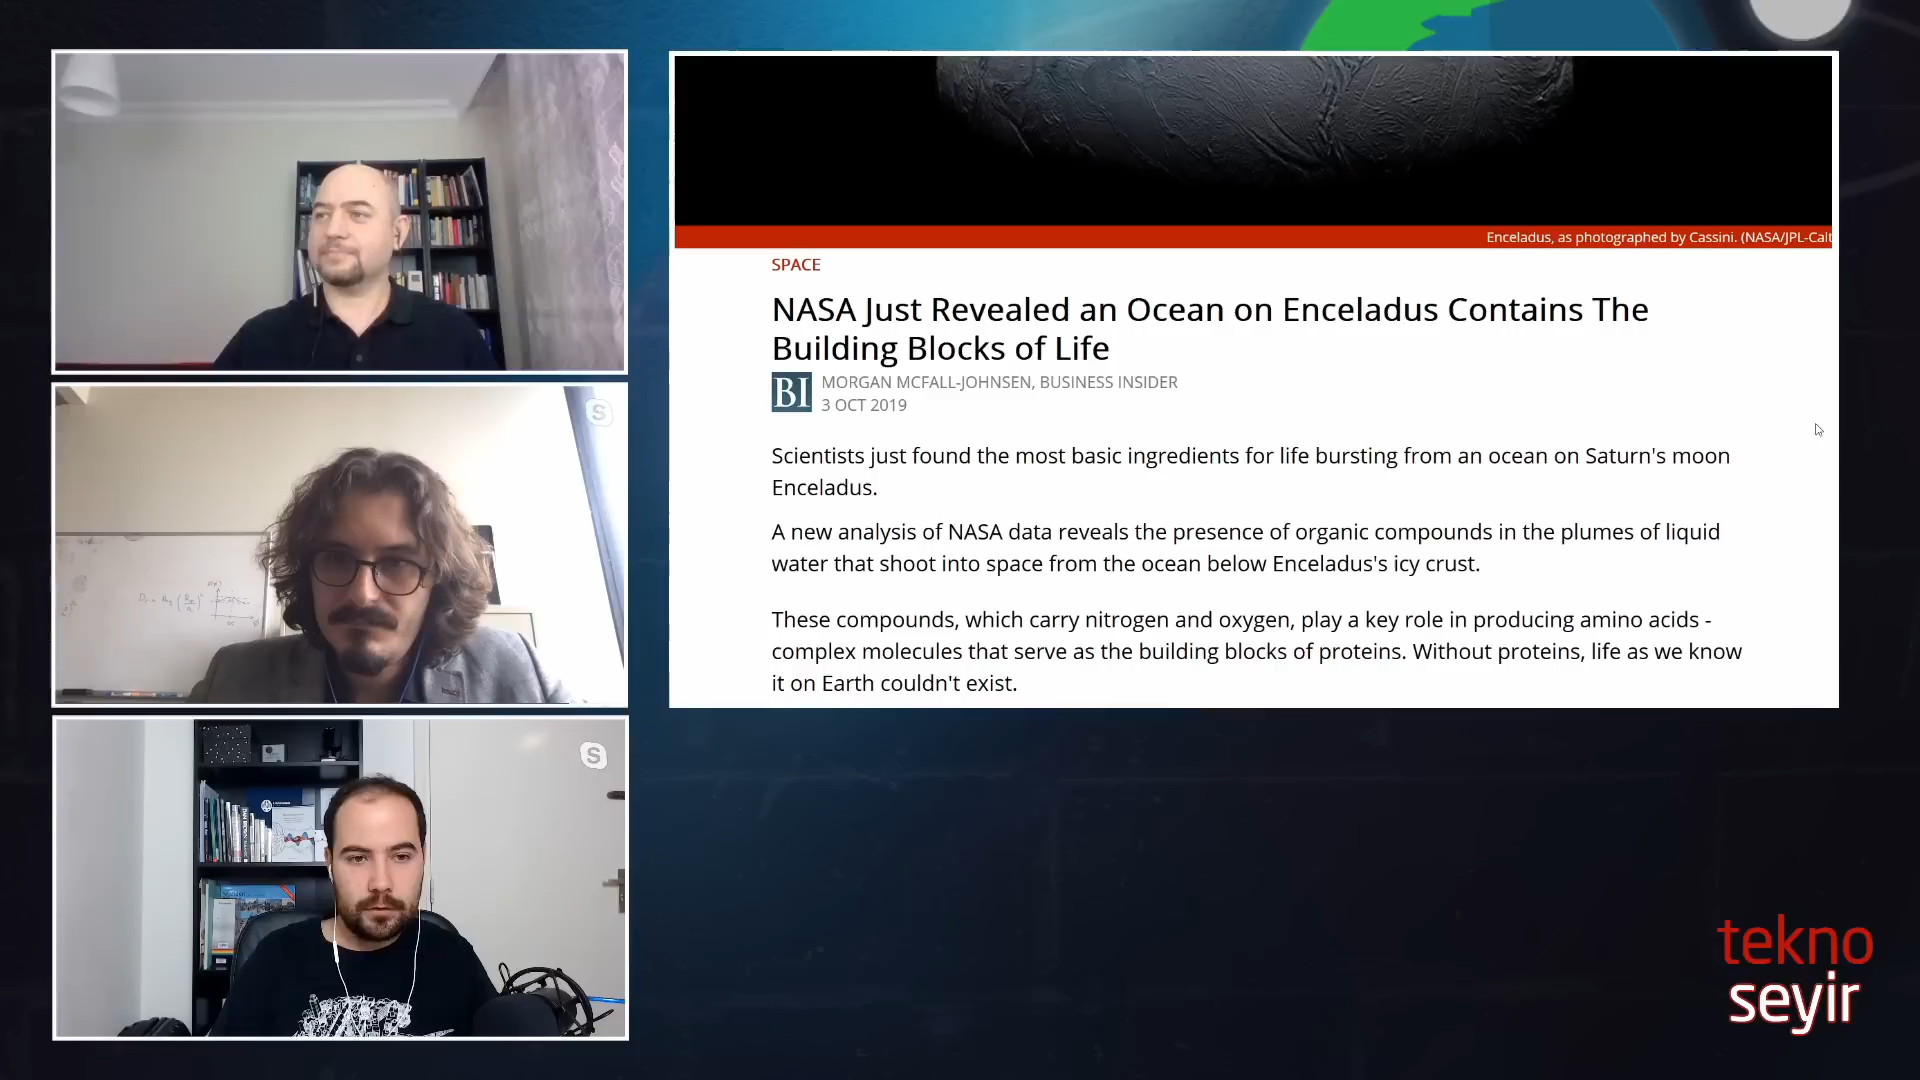 Enceladus, as photographed by Cassini. (NASA/JPL-Calt
SPACE
NASA Just Revealed an Ocean on Enceladus Contains The
Building Blocks of Life
BI
MORGAN MCFALL-JOHNSEN, BUSINESS INSIDER
3 OCT 2019
Scientists just found the most basic ingredients for life bursting from an ocean on Saturn's moon
Enceladus.
A new analysis of NASA data reveals the presence of organic compounds in the plumes of liquid
water that shoot into space from the ocean below Enceladus's icy crust.
These compounds, which carry nitrogen and oxygen, play a key role in producing amino acids -
complex molecules that serve as the building blocks of proteins. Without proteins, life as we know
it on Earth couldn't exist.
S
S
tekno
seyir